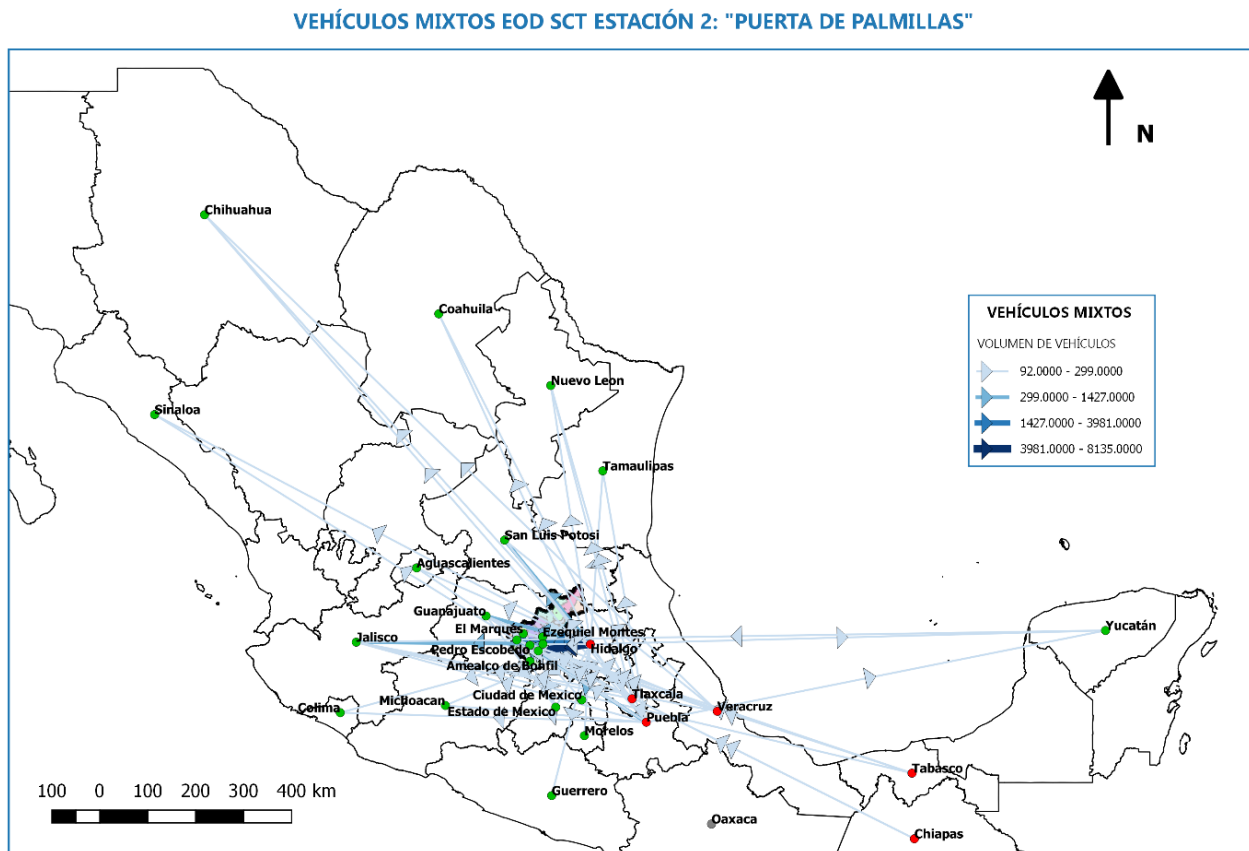 VEHÍCULOS MIXTOS EOD SCT ESTACIÓN 2: "PUERTA DE PALMILLAS"
N
Chihuahua
Coahuila
VEHÍCULOS MIXTOS
VOLUMEN DE VEHÍCULOS
92.0000 - 299.0000
299.0000 - 1427.0000
1427.0000 - 3981.0000
3981.0000 - 8135.0000
Nuevo Leon
Sinaloa
Tamaulipas
San Luis Potosi
Aguascalientes
Guanajuato
El Marqués
Ezequiel Montes
Yucatán
Jalisco
Pedro Escobedo
Hidalgo
Amealco de Bonfil
Ciudad de Mexico
Tlaxcala
Michoacan
Colima
Estado de Mexico
Puebla
Veracruz
Morelos
Tabasco
100 0 100 200 300 400 km
Guerrero
Oaxaca
Chiapas